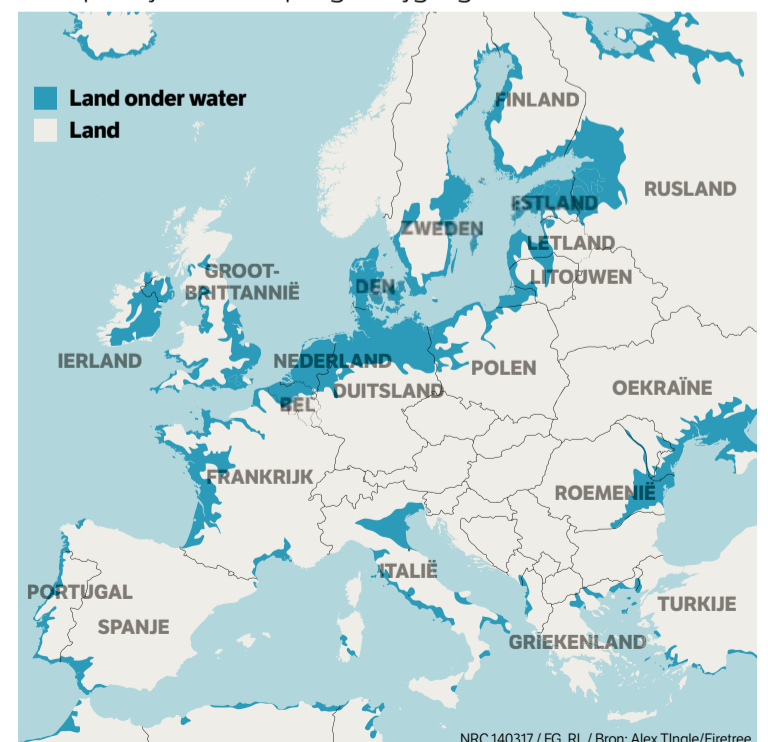 Land onder water
Land
FINLAND
RUSLAND
ESTLAND
ZWEDEN
LETLAND
GROOT-
BRITTANNIË
LITOUWEN
DEN
IERLAND
NEDERLAND
POLEN
DUITSLAND
OEKRAÏNE
BEL
FRANKRIJK
ROEMENIË
ITALIË
PORTUGAL
TURKIJE
SPANJE
GRIEKENLAND
NRC 140317 / FG, RL / Bron: Alex TIngle/Firetree